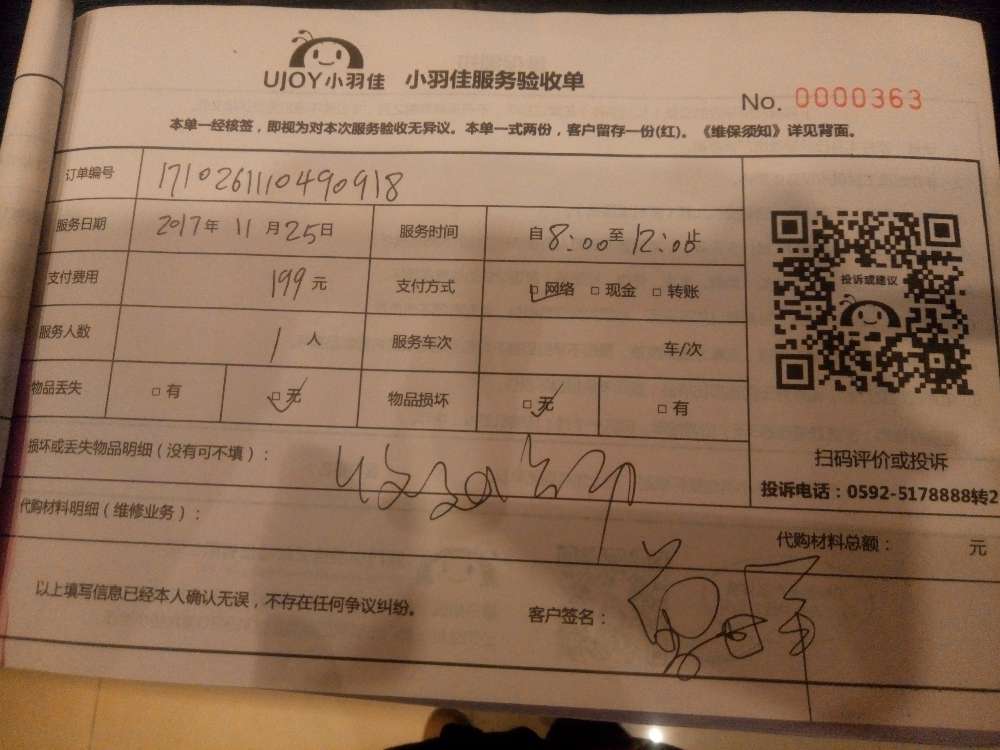 UJOY小羽佳 小羽佳服务验收单
No. 0000363
本单一经核签，即视为对本次服务验收无异议。本单一式两份，客户留存一份(红)。《维保须知》详见背面。
订单编号 1710261110490918
服务日期 2017年 11月25日 服务时间 自8:00至12:00止
支付费用 199元 支付方式 □网络 □现金 □转账
投诉或建议
服务人数 1人 服务车次 车/次
物品丢失 □有 □无 物品损坏 □无 □有
损坏或丢失物品明细（没有可不填）：
扫码评价或投诉
投诉电话：0592-5178888转2
代购材料明细（维修业务）：
代购材料总额： 元
以上填写信息已经本人确认无误，不存在任何争议纠纷。 客户签名：